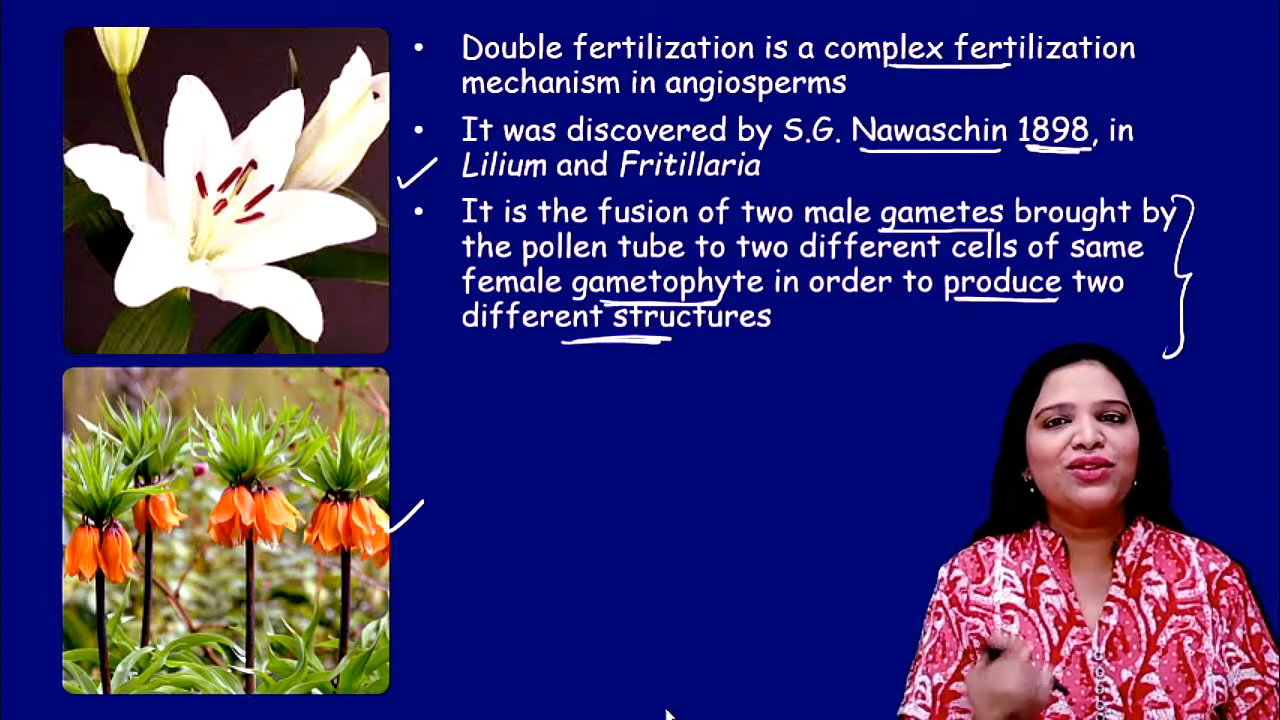 • Double fertilization is a complex fertilization
mechanism in angiosperms
• It was discovered by S.G. Nawaschin 1898, in
Lilium and Fritillaria
• It is the fusion of two male gametes brought by
the pollen tube to two different cells of same
female gametophyte in order to produce two
different structures